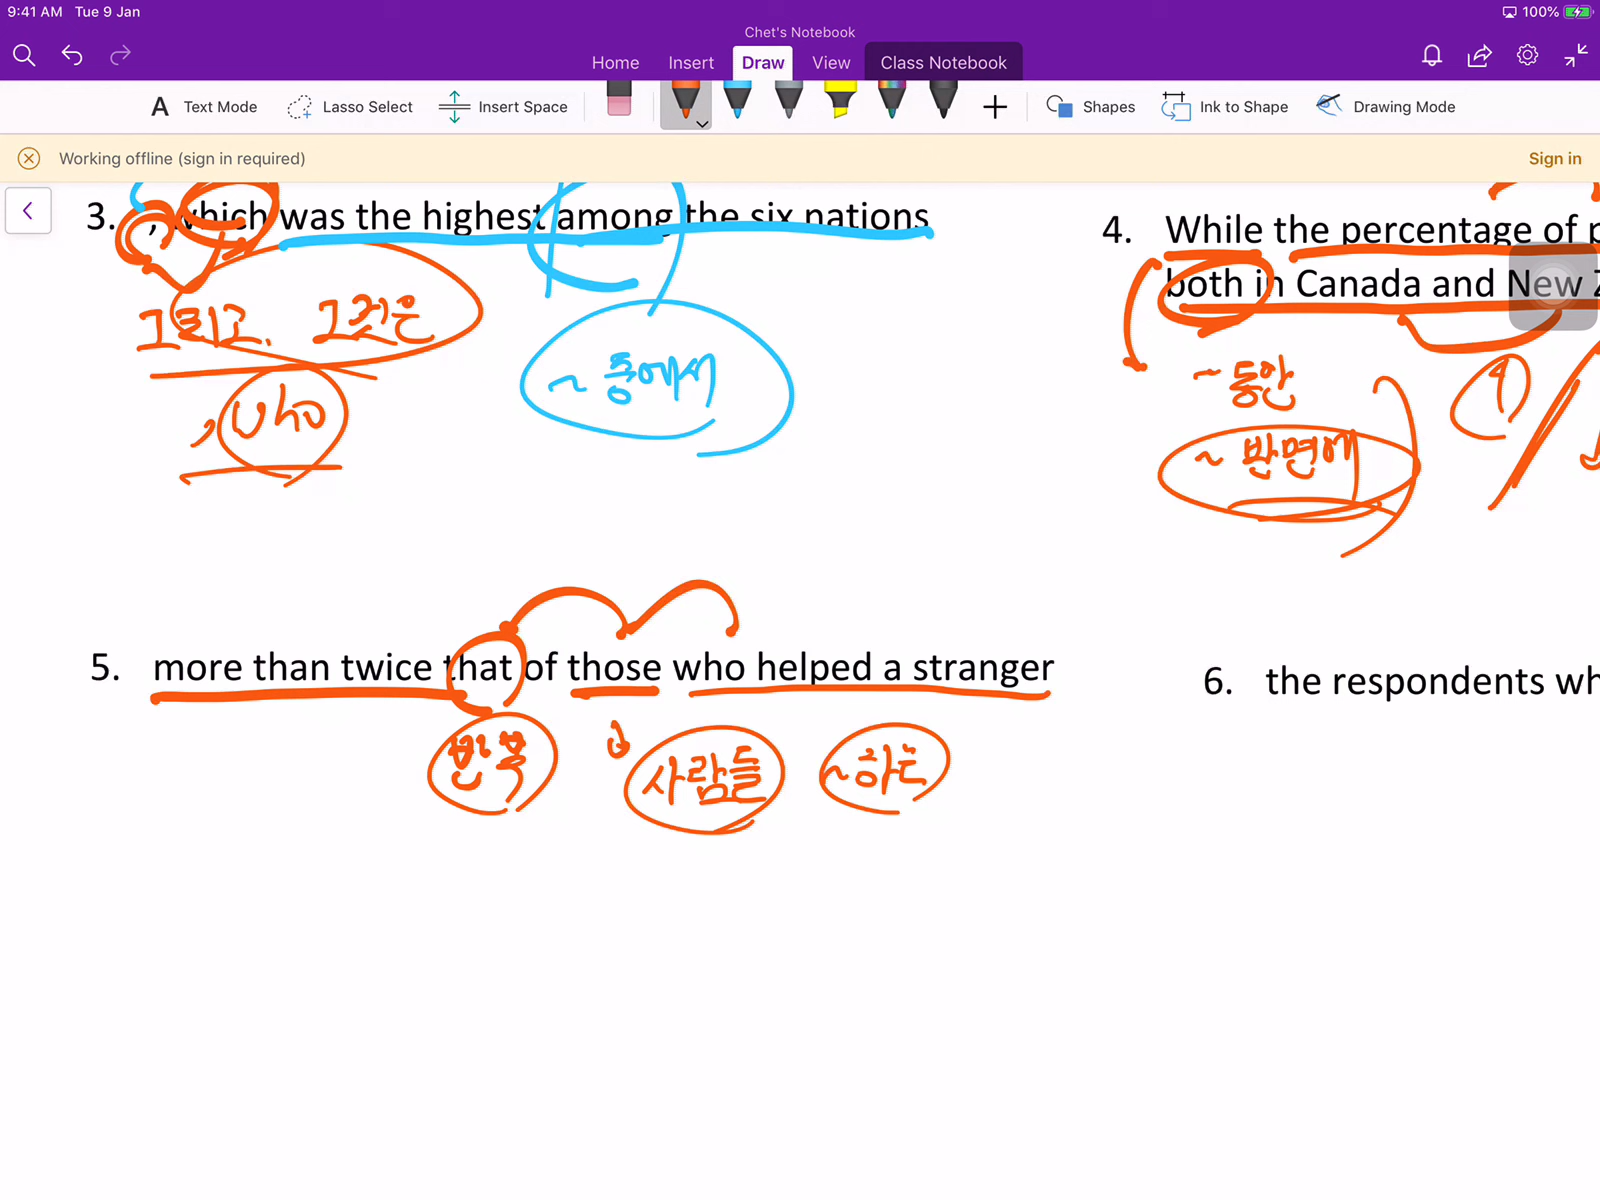 9:41 AM Tue 9 Jan
100%
Chet's Notebook
Home Insert Draw View Class Notebook
A Text Mode Lasso Select Insert Space Shapes Ink to Shape Drawing Mode
Working offline (sign in required) Sign in
3. , which was the highest among the six nations
그리고, 그것은
~ 중에서
, who
4. While the percentage of p
both in Canada and New Z
~ 동안
~ 반면에
5. more than twice that of those who helped a stranger
반복 사람들 ~하는
6. the respondents wh